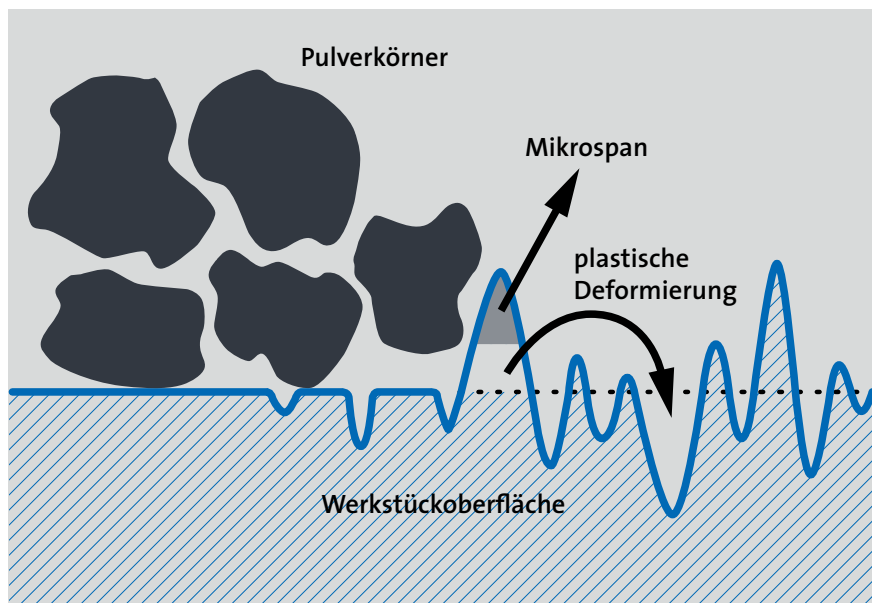 Pulverkörner
Mikrospan
plastische
Deformierung
Werkstückoberfläche